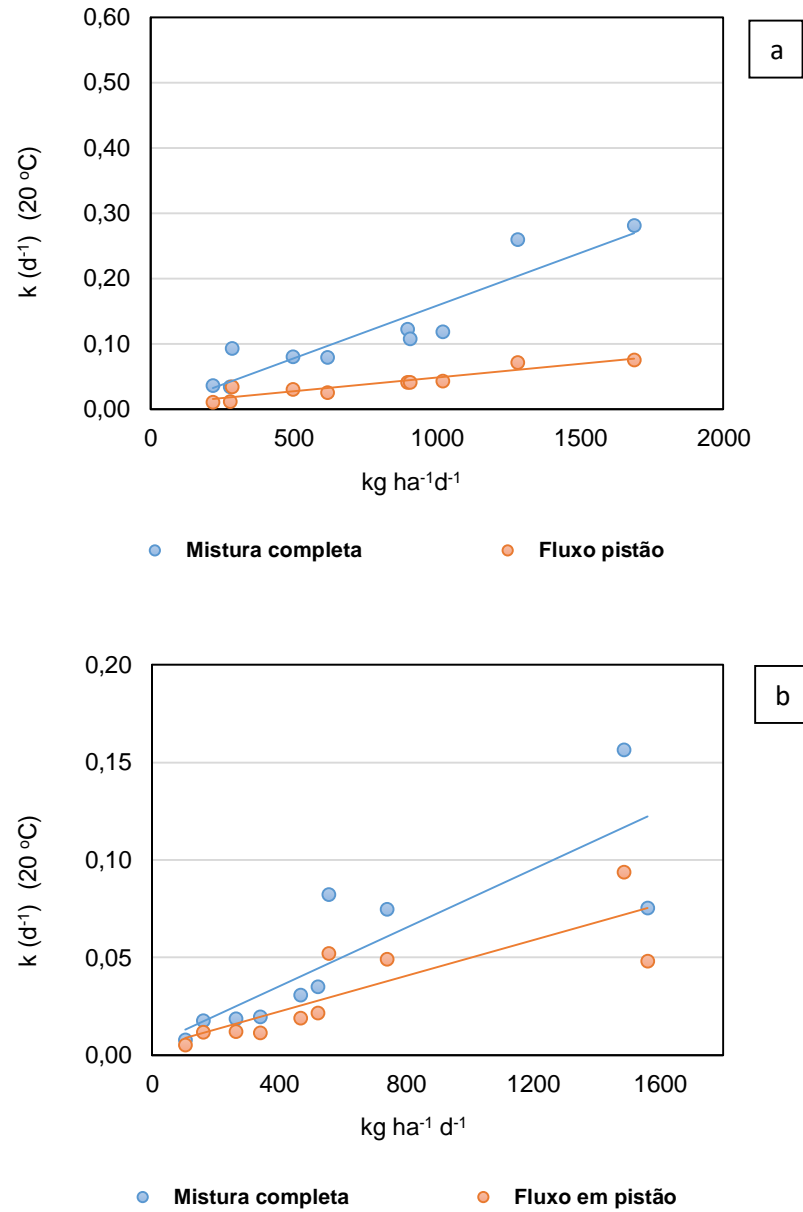 a
0,60
0,50
0,40
0,30
0,20
0,10
0,00
k (d⁻¹) (20 ºC)
0 500 1000 1500 2000
kg ha⁻¹d⁻¹
Mistura completa Fluxo pistão
b
0,20
0,15
0,10
0,05
0,00
k (d⁻¹) (20 ºC)
0 400 800 1200 1600
kg ha⁻¹ d⁻¹
Mistura completa Fluxo em pistão